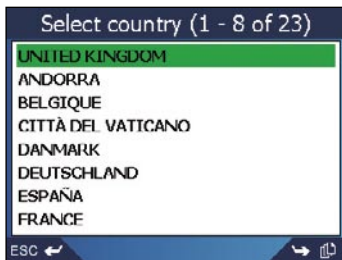 Select country (1 - 8 of 23)
UNITED KINGDOM
ANDORRA
BELGIQUE
CITTÀ DEL VATICANO
DANMARK
DEUTSCHLAND
ESPAÑA
FRANCE
ESC